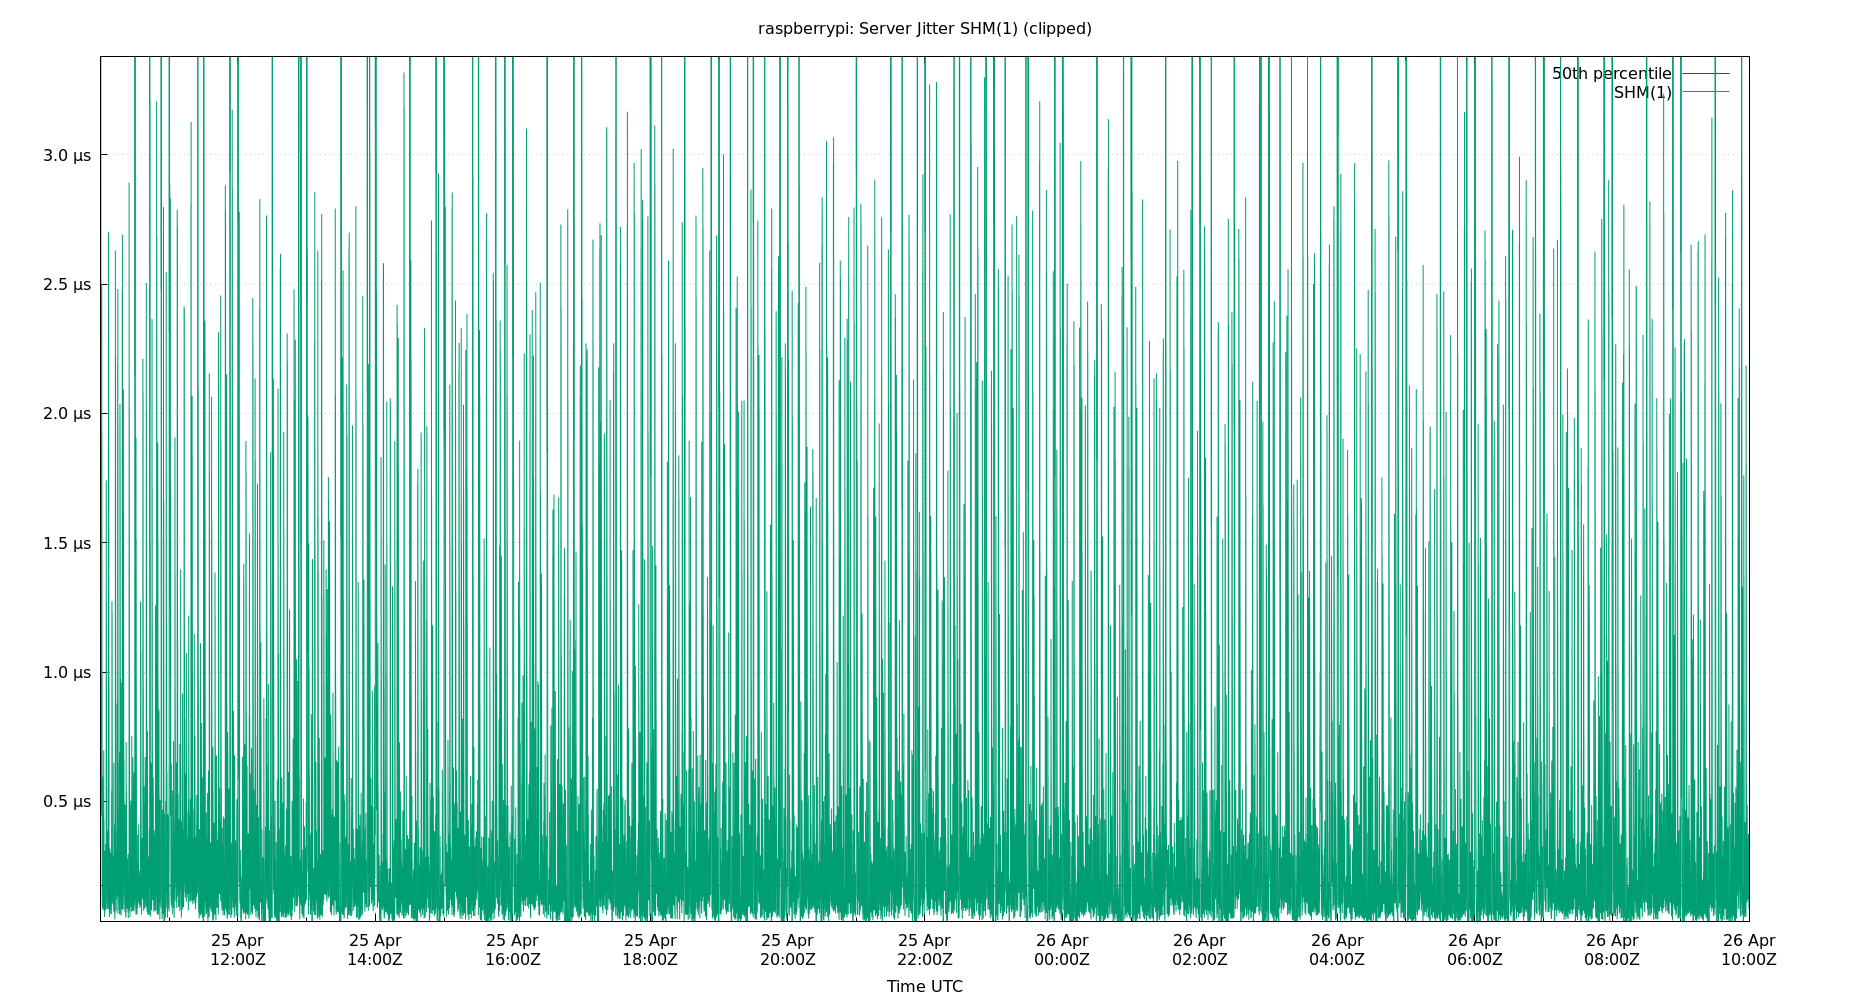 raspberrypi: Server Jitter SHM(1) (clipped)
50th percentile
SHM(1)
3.0 µs
2.5 µs
2.0 µs
1.5 µs
1.0 µs
0.5 µs
25 Apr 25 Apr 25 Apr 25 Apr 25 Apr 25 Apr 26 Apr 26 Apr 26 Apr 26 Apr 26 Apr 26 Apr
12:00Z 14:00Z 16:00Z 18:00Z 20:00Z 22:00Z 00:00Z 02:00Z 04:00Z 06:00Z 08:00Z 10:00Z
Time UTC